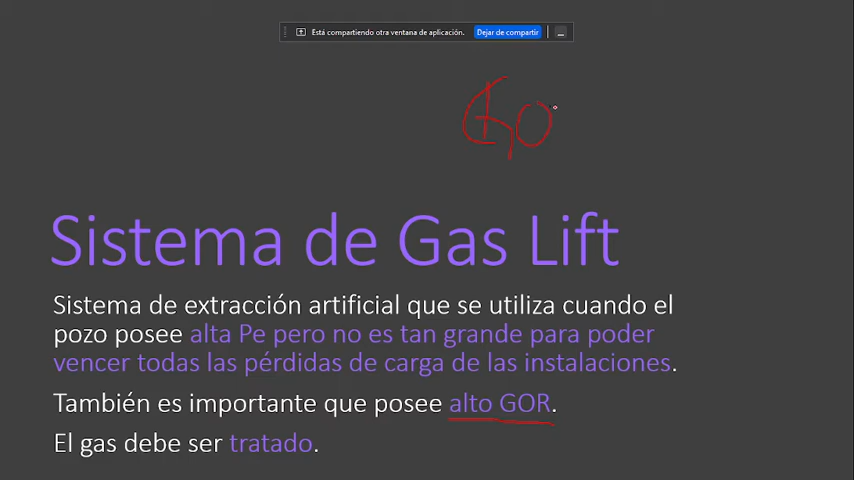 Está compartiendo otra ventana de aplicación. Dejar de compartir
GO
Sistema de Gas Lift
Sistema de extracción artificial que se utiliza cuando el
pozo posee alta Pe pero no es tan grande para poder
vencer todas las pérdidas de carga de las instalaciones.
También es importante que posee alto GOR.
El gas debe ser tratado.